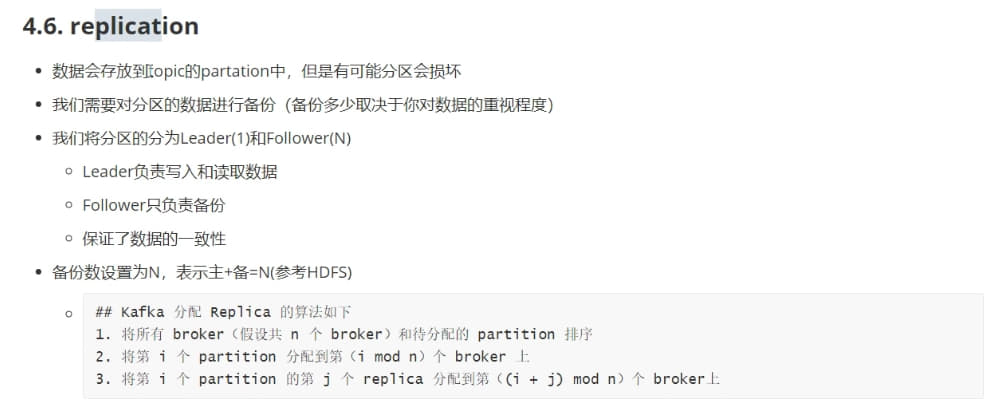 4.6. replication
数据会存放到topic的partation中，但是有可能分区会损坏
我们需要对分区的数据进行备份（备份多少取决于你对数据的重视程度）
我们将分区的分为Leader(1)和Follower(N)
Leader负责写入和读取数据
Follower只负责备份
保证了数据的一致性
备份数设置为N，表示主+备=N(参考HDFS)
## Kafka 分配 Replica 的算法如下
1. 将所有 broker（假设共 n 个 broker）和待分配的 partition 排序
2. 将第 i 个 partition 分配到第（i mod n）个 broker 上
3. 将第 i 个 partition 的第 j 个 replica 分配到第（(i + j) mod n）个 broker上